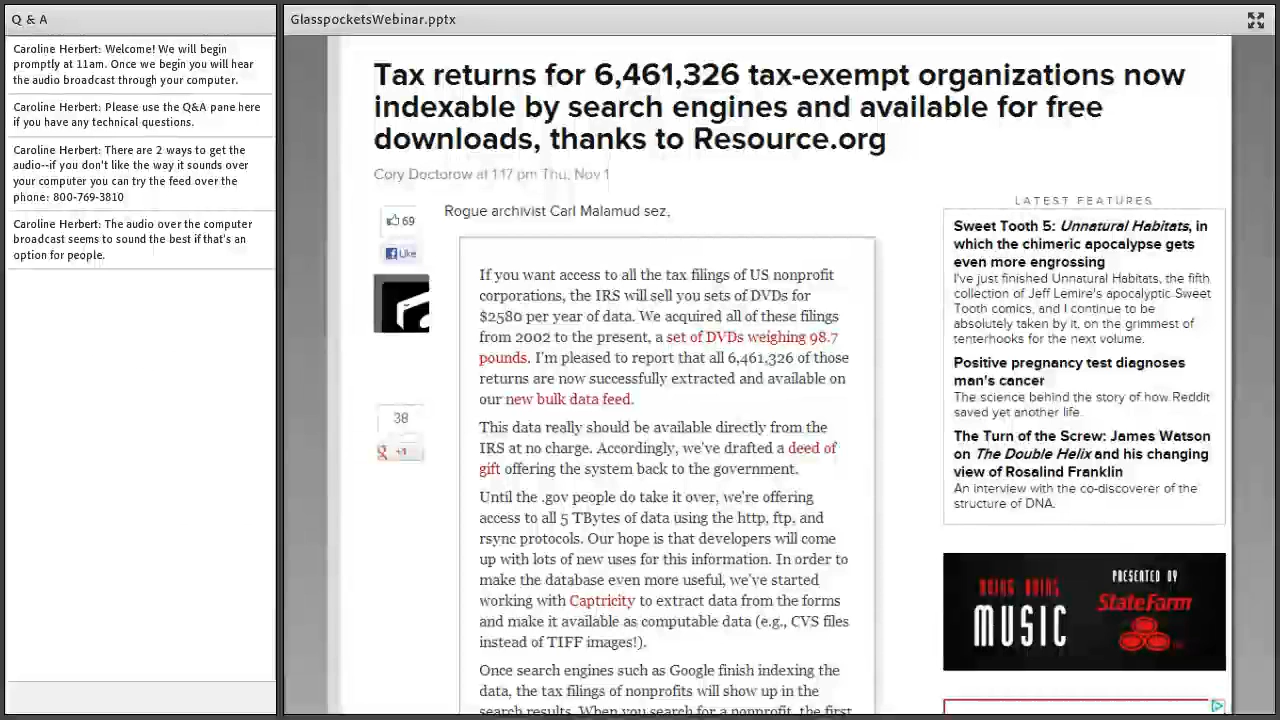 Q & A
Caroline Herbert: Welcome! We will begin
promptly at 11am. Once we begin you will hear
the audio broadcast through your computer.
Caroline Herbert: Please use the Q&A pane here
if you have any technical questions.
Caroline Herbert: There are 2 ways to get the
audio--if you don't like the way it sounds over
your computer you can try the feed over the
phone: 800-769-3810
Caroline Herbert: The audio over the computer
broadcast seems to sound the best if that's an
option for people.
GlasspocketsWebinar.pptx
Tax returns for 6,461,326 tax-exempt organizations now
indexable by search engines and available for free
downloads, thanks to Resource.org
Cory Doctorow at 1:17 pm Thu, Nov 1
69
Like
38
+1
Rogue archivist Carl Malamud sez,
If you want access to all the tax filings of US nonprofit
corporations, the IRS will sell you sets of DVDs for
$2580 per year of data. We acquired all of these filings
from 2002 to the present, a set of DVDs weighing 98.7
pounds. I'm pleased to report that all 6,461,326 of those
returns are now successfully extracted and available on
our new bulk data feed.
This data really should be available directly from the
IRS at no charge. Accordingly, we've drafted a deed of
gift offering the system back to the government.
Until the .gov people do take it over, we're offering
access to all 5 TBytes of data using the http, ftp, and
rsync protocols. Our hope is that developers will come
up with lots of new uses for this information. In order to
make the database even more useful, we've started
working with Captricity to extract data from the forms
and make it available as computable data (e.g., CVS files
instead of TIFF images!).
Once search engines such as Google finish indexing the
data, the tax filings of nonprofits will show up in the
search results. When you search for a nonprofit, the first
LATEST FEATURES
Sweet Tooth 5: Unnatural Habitats, in
which the chimeric apocalypse gets
even more engrossing
I've just finished Unnatural Habitats, the fifth
collection of Jeff Lemire's apocalyptic Sweet
Tooth comics, and I continue to be
absolutely taken by it, on the grimmest of
tenterhooks for the next volume.
Positive pregnancy test diagnoses
man's cancer
The science behind the story of how Reddit
saved yet another life.
The Turn of the Screw: James Watson
on The Double Helix and his changing
view of Rosalind Franklin
An interview with the co-discoverer of the
structure of DNA.
BOING BOING
MUSIC
PRESENTED BY
StateFarm